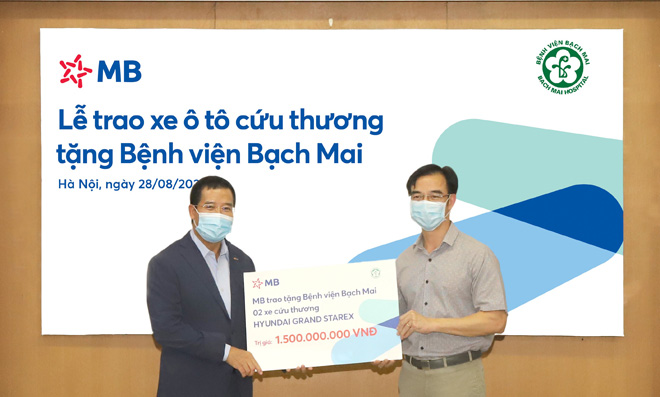 MB
BỆNH VIỆN BẠCH MAI
BACH MAI HOSPITAL
Lễ trao xe ô tô cứu thương
tặng Bệnh viện Bạch Mai
Hà Nội, ngày 28/08/20
MB
MB trao tặng Bệnh viện Bạch Mai
02 xe cứu thương
HYUNDAI GRAND STAREX
Trị giá: 1.500.000.000 VNĐ